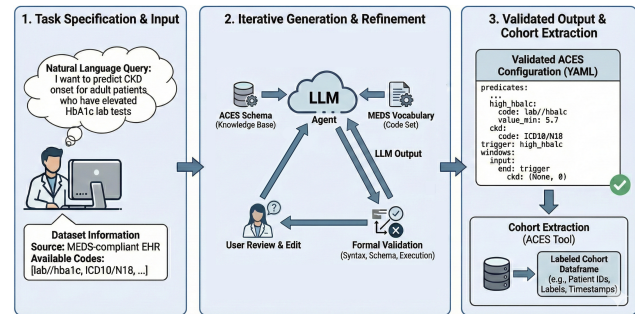 1. Task Specification & Input
Natural Language Query:
I want to predict CKD
onset for adult patients
who have elevated
HbA1c lab tests
Dataset Information
Source: MEDS-compliant EHR
Available Codes:
[lab//hba1c, ICD10/N18, ...]
2. Iterative Generation & Refinement
ACES Schema
(Knowledge Base)
LLM
Agent
MEDS Vocabulary
(Code Set)
LLM Output
User Review & Edit
Formal Validation
(Syntax, Schema, Execution)
3. Validated Output &
Cohort Extraction
Validated ACES
Configuration (YAML)
predicates:
...
high_hbalc:
code: lab//hbalc
value_min: 5.7
ckd:
code: ICD10/N18
trigger: high_hbalc
windows:
input:
end: trigger
ckd: (None, 0)
Cohort Extraction
(ACES Tool)
Labeled Cohort
Dataframe
(e.g., Patient IDs,
Labels, Timestamps)